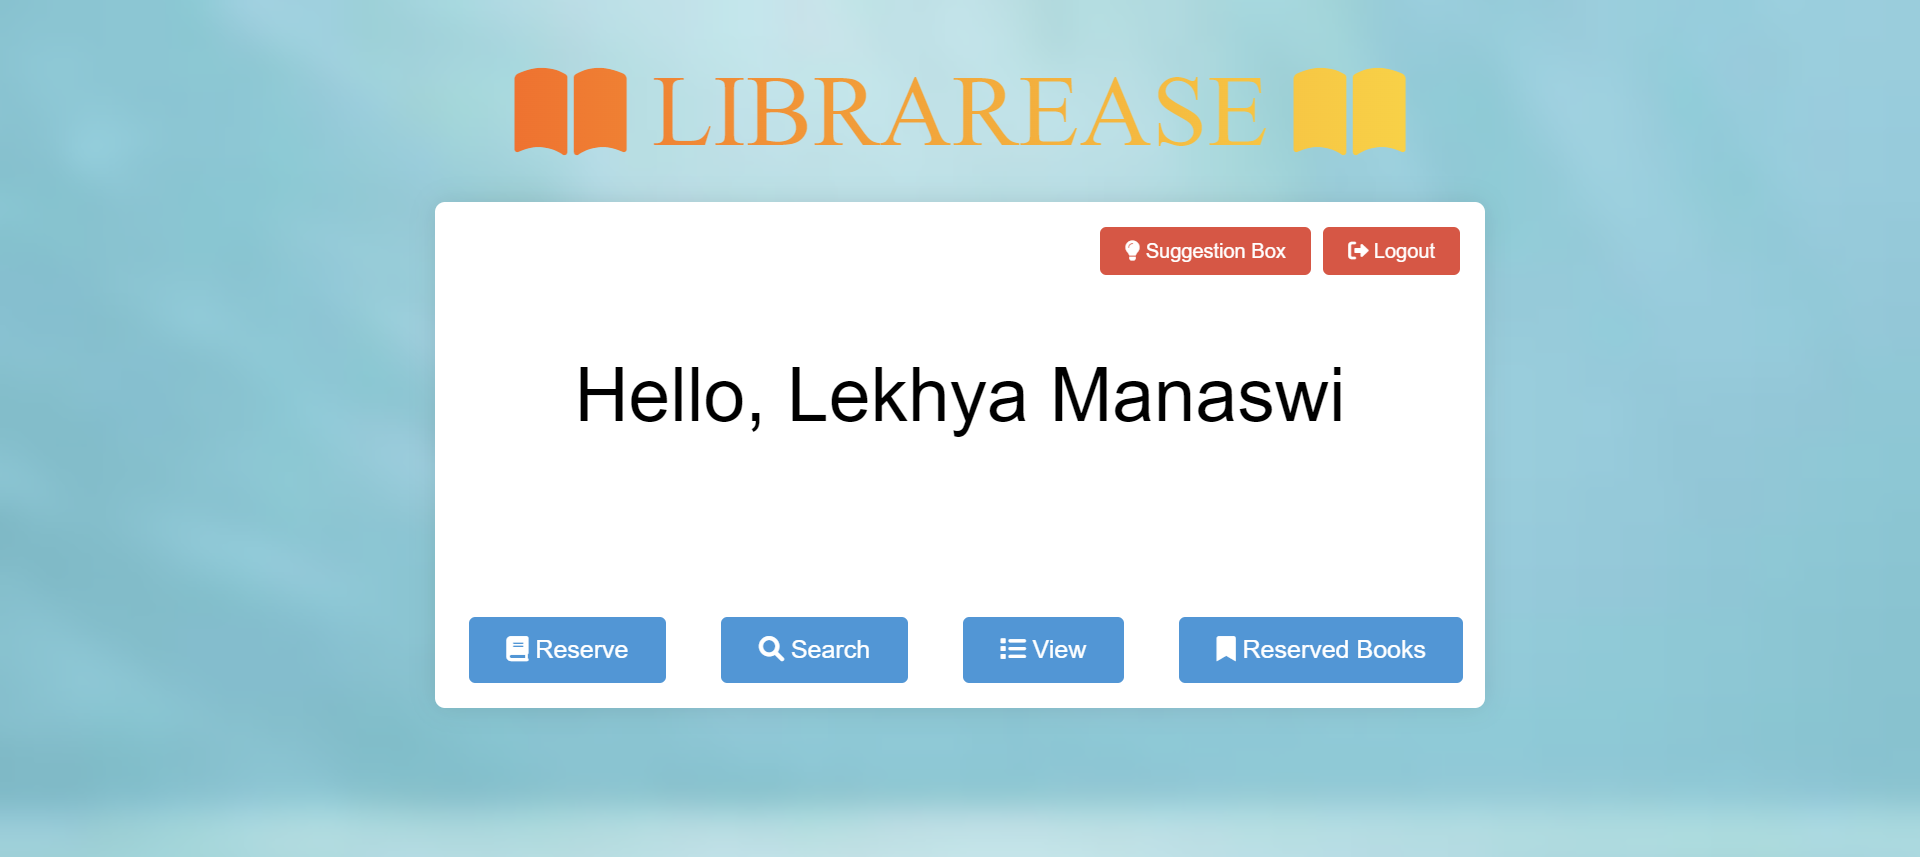 LIBRAREASE
Suggestion Box
Logout
Hello, Lekhya Manaswi
Reserve
Search
View
Reserved Books